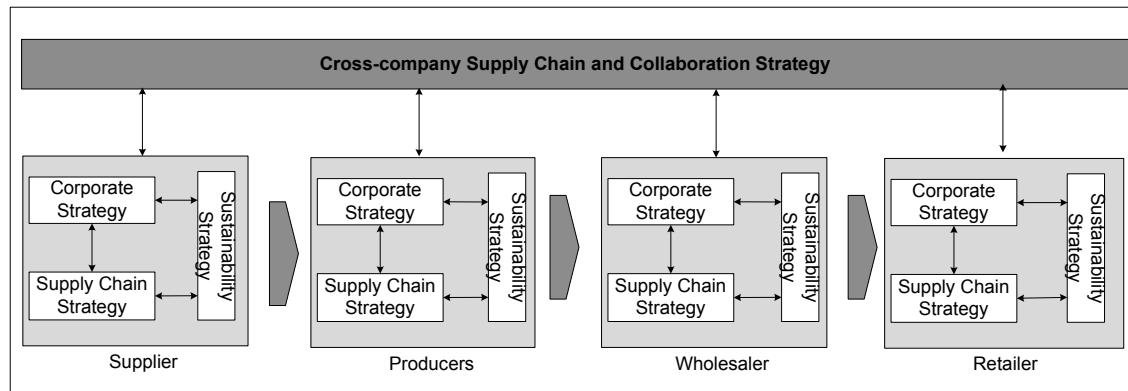 Cross-company Supply Chain and Collaboration Strategy
Corporate
Strategy
Supply Chain
Strategy
Sustainability
Strategy
Supplier
Corporate
Strategy
Supply Chain
Strategy
Sustainability
Strategy
Producers
Corporate
Strategy
Supply Chain
Strategy
Sustainability
Strategy
Wholesaler
Corporate
Strategy
Supply Chain
Strategy
Sustainability
Strategy
Retailer